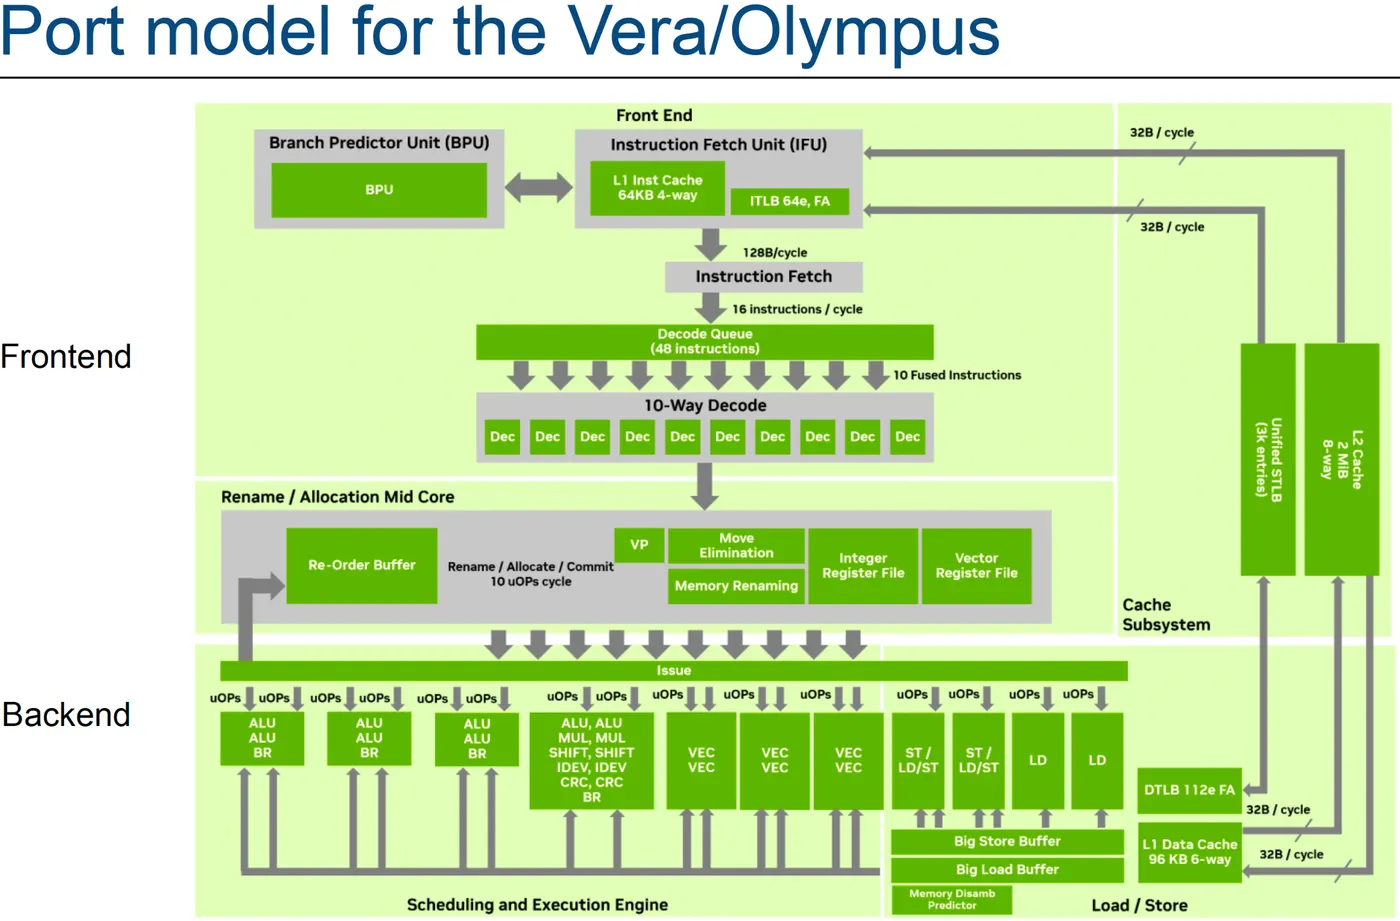 Port model for the Vera/Olympus
Front End
Branch Predictor Unit (BPU)
BPU
Instruction Fetch Unit (IFU)
L1 Inst Cache
64KB 4-way
ITLB 64e, FA
32B / cycle
32B / cycle
128B/cycle
Instruction Fetch
16 instructions / cycle
Decode Queue
(48 instructions)
10 Fused Instructions
Frontend
10-Way Decode
Dec Dec Dec Dec Dec Dec Dec Dec Dec Dec
Unified STLB
(3k entries)
L2 Cache
2 MiB
8-way
Rename / Allocation Mid Core
Re-Order Buffer
Rename / Allocate / Commit
10 uOPs cycle
VP
Move
Elimination
Memory Renaming
Integer
Register File
Vector
Register File
Cache
Subsystem
Backend
Issue
uOPs uOPs uOPs uOPs uOPs uOPs uOPs uOPs uOPs uOPs uOPs uOPs uOPs uOPs uOPs
ALU
ALU
BR
ALU
ALU
BR
ALU
ALU
BR
ALU, ALU
MUL, MUL
SHIFT, SHIFT
IDEV, IDEV
CRC, CRC
BR
VEC
VEC
VEC
VEC
VEC
VEC
ST /
LD/ST
ST /
LD/ST
LD
LD
DTLB 112e FA
32B / cycle
Big Store Buffer
L1 Data Cache
96 KB 6-way
32B / cycle
Big Load Buffer
Memory Disamb
Predictor
Scheduling and Execution Engine
Load / Store